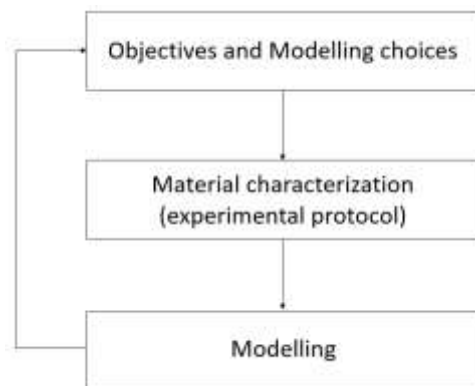 Objectives and Modelling choices
Material characterization
(experimental protocol)
Modelling